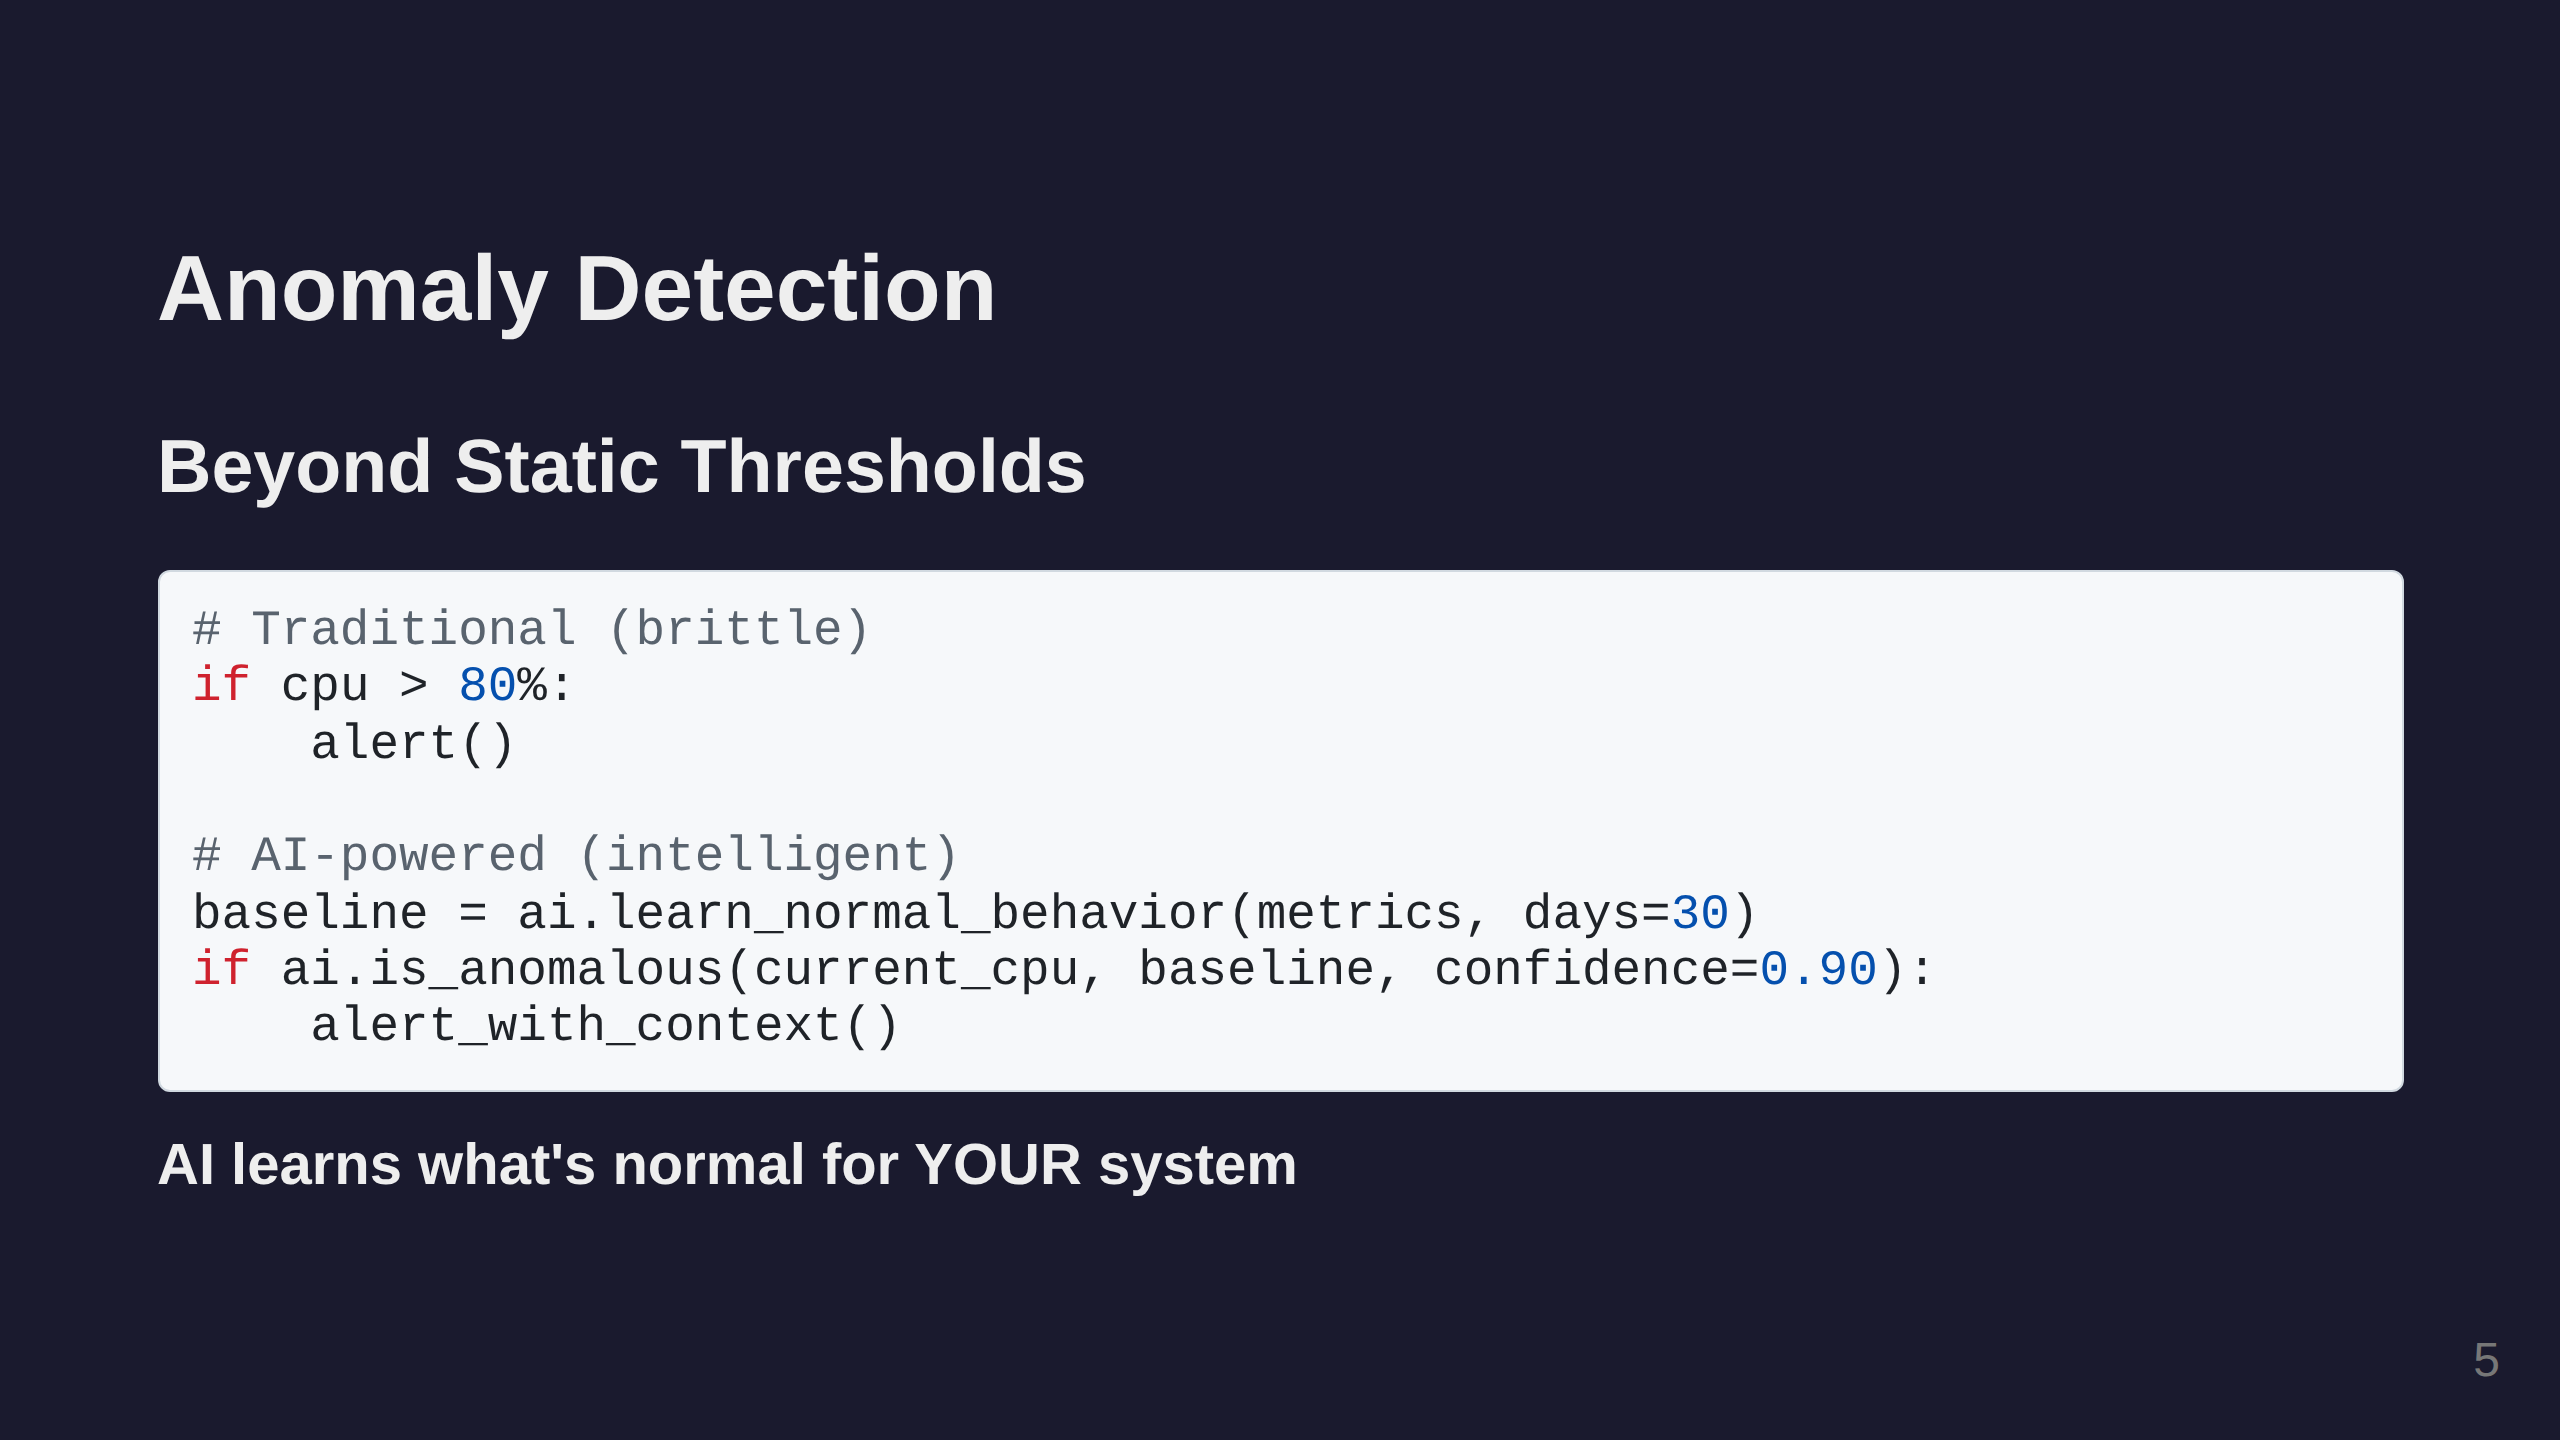 Anomaly Detection
Beyond Static Thresholds
# Traditional (brittle)
if cpu > 80%:
    alert()
# AI-powered (intelligent)
baseline = ai.learn_normal_behavior(metrics, days=30)
if ai.is_anomalous(current_cpu, baseline, confidence=0.90):
    alert_with_context()
AI learns what's normal for YOUR system
5